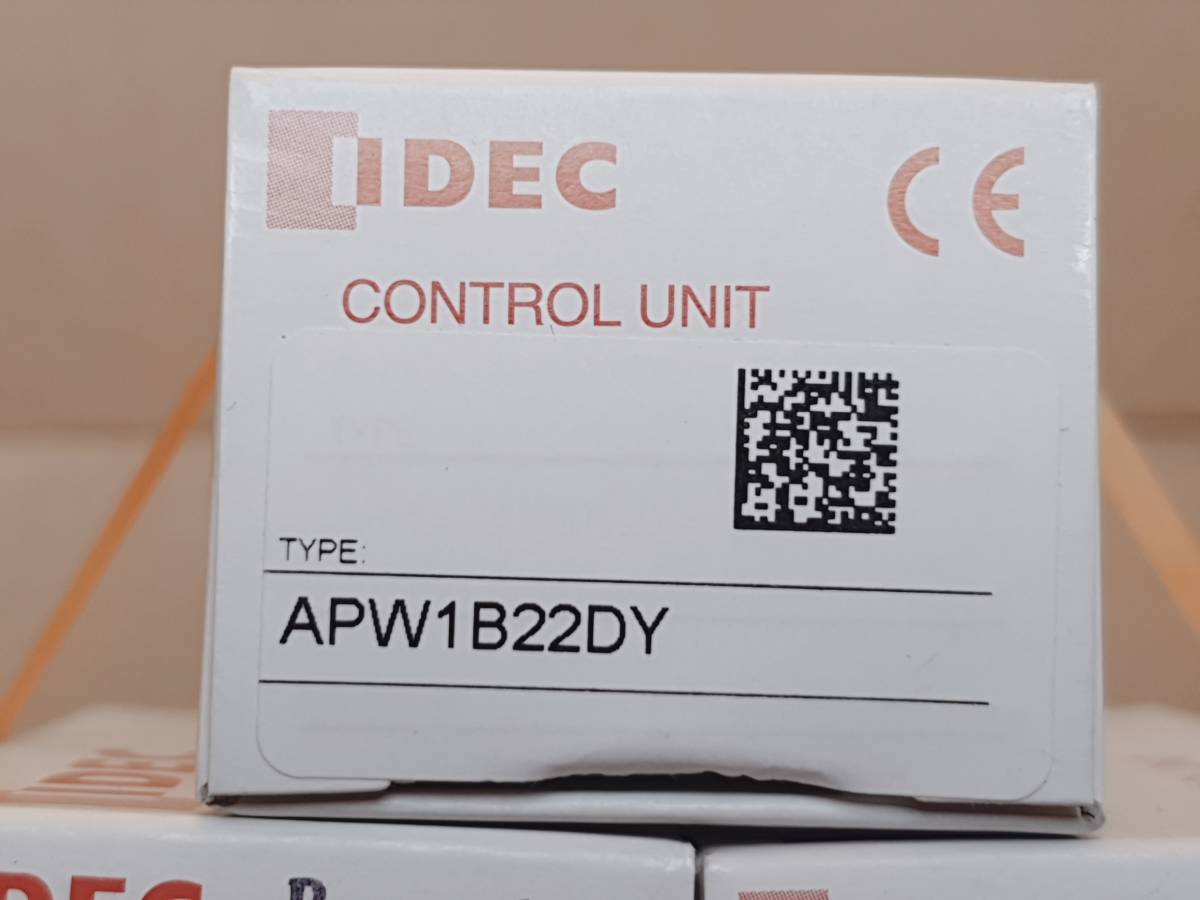 IDEC
CE
CONTROL UNIT
TYPE:
APW1B22DY
IDEC